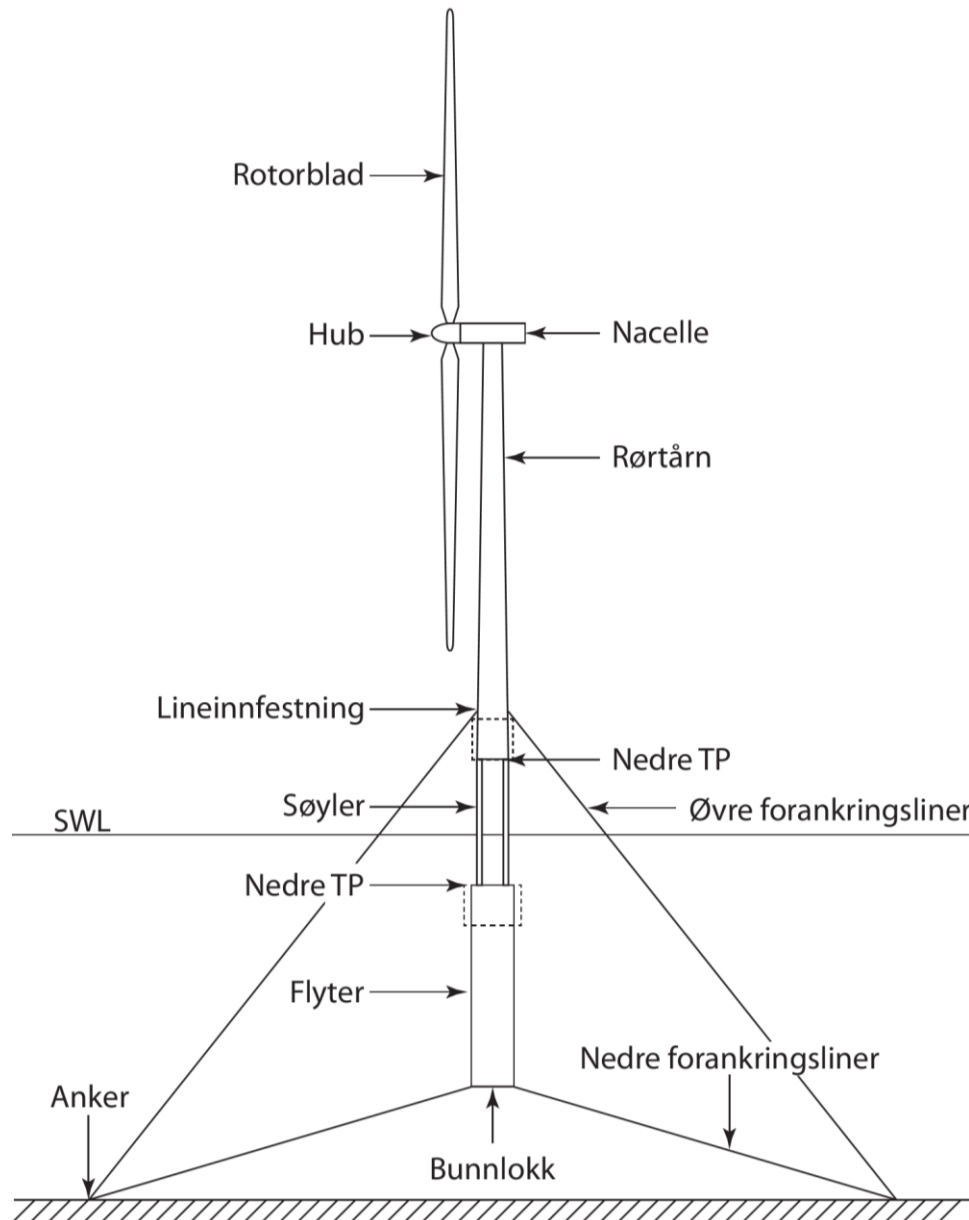 Rotorblad
Hub
Nacelle
Rørtårn
Lineinnfestning
Nedre TP
Søyler
Øvre forankringsliner
SWL
Nedre TP
Flyter
Nedre forankringsliner
Anker
Bunnlokk